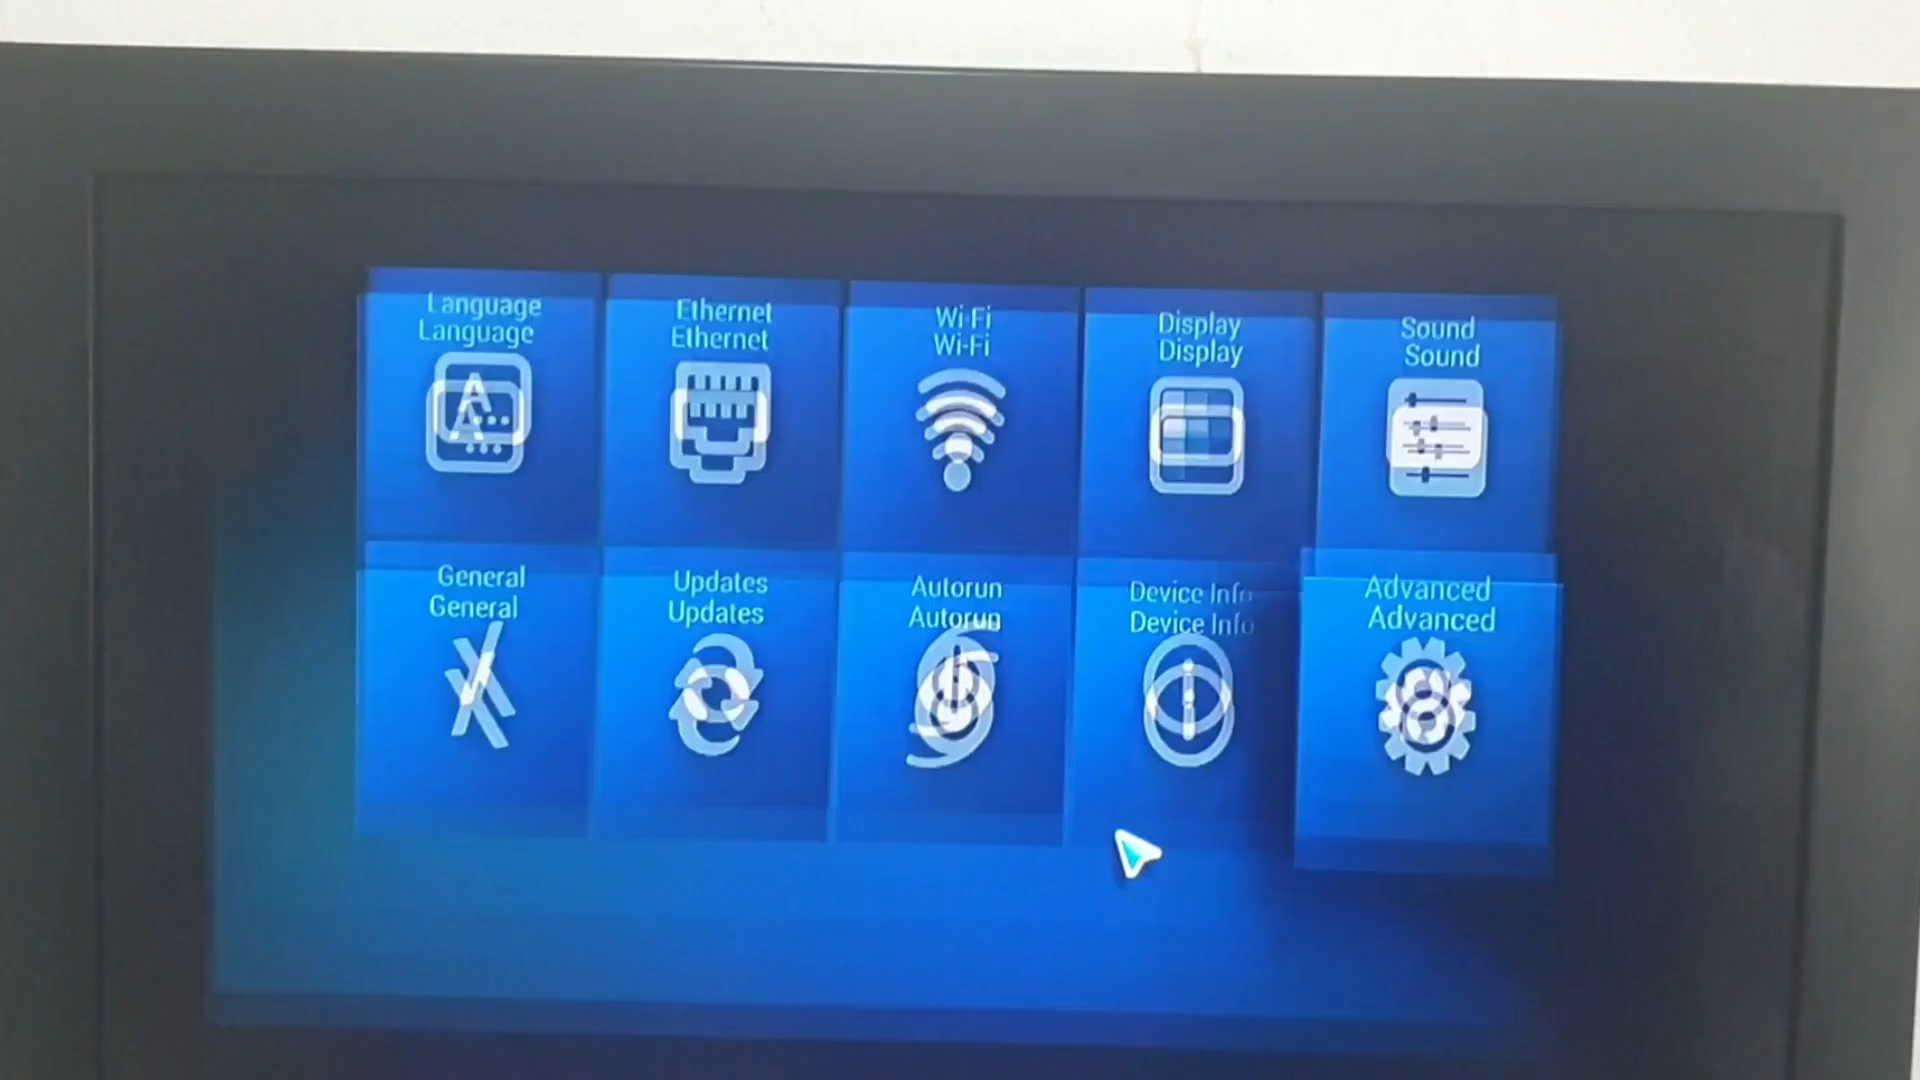 Language Ethernet Wi-Fi Display Sound
Language Ethernet Wi-Fi Display Sound
General Updates Autorun Device Info Advanced
General Updates Autorun Device Info Advanced